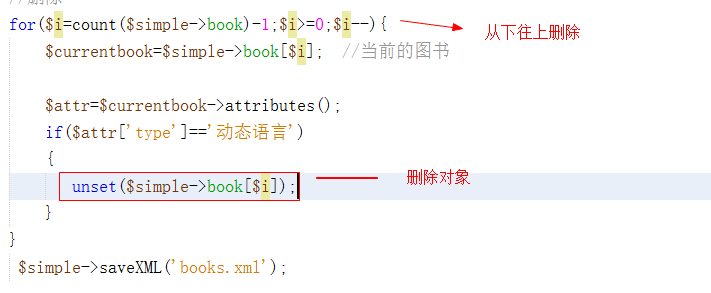 for($i=count($simple->book)-1;$i>=0;$i--){
从下往上删除
$currentbook=$simple->book[$i]; //当前的图书
$attr=$currentbook->attributes();
if($attr['type']=='动态语言')
{
unset($simple->book[$i]);
删除对象
}
}
$simple->saveXML('books.xml');